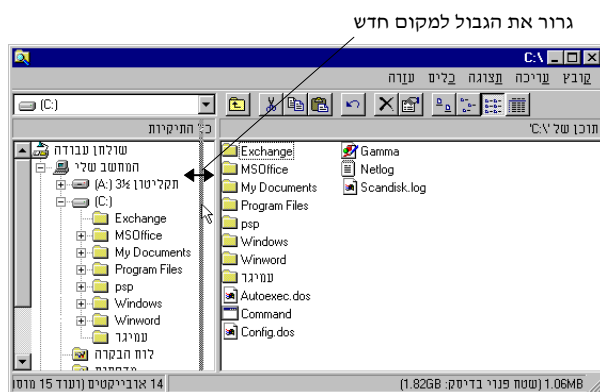 גרור את הגבול למקום חדש
C:\
קובץ עריכה תצוגה כלים עזרה
(C:)
כל התיקיות
תוכן של 'C:\'
שולחן עבודה
המחשב שלי
תקליטון 3½ (A:)
(C:)
Exchange
MSOffice
My Documents
Program Files
psp
Windows
Winword
עמיגר
לוח הבקרה
מדפסות
Exchange
MSOffice
My Documents
Program Files
psp
Windows
Winword
עמיגר
Autoexec.dos
Command
Config.dos
Gamma
Netlog
Scandisk.log
14 אובייקטים (ועוד 15 מוסת
1.06MB (שטח פנוי בדיסק: 1.82GB)